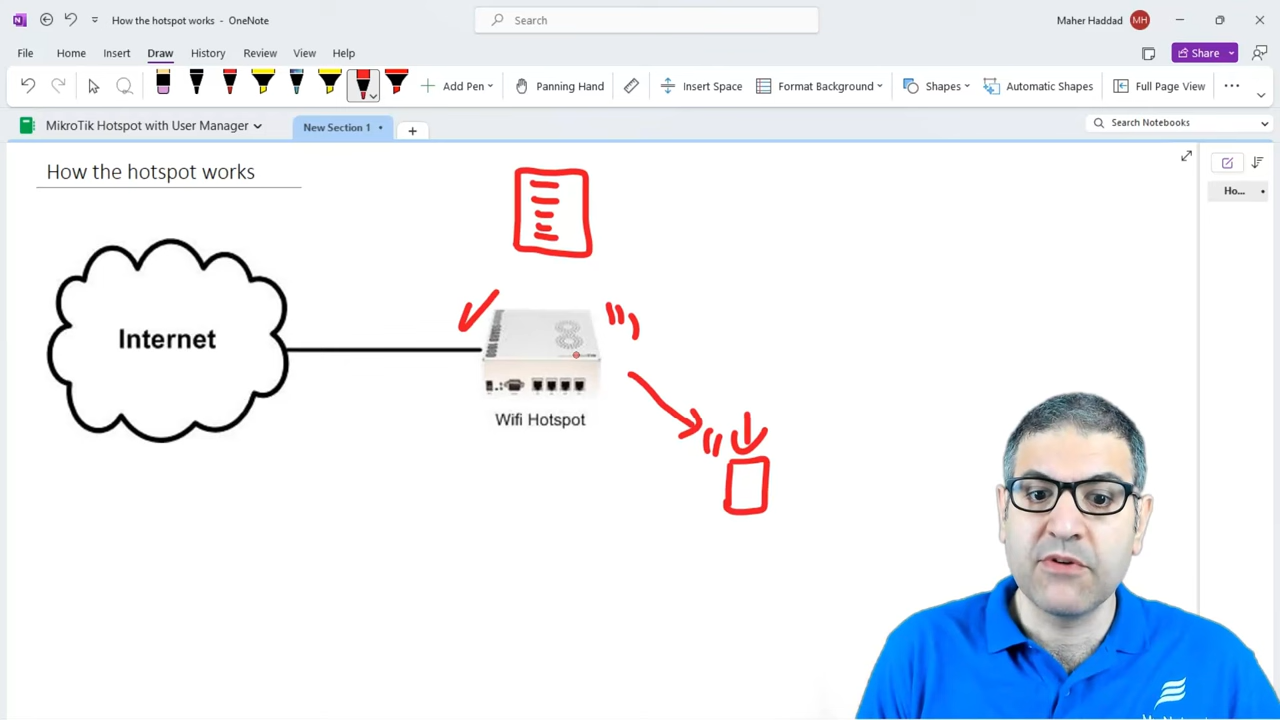 How the hotspot works - OneNote
Search
Maher Haddad
MH
File
Home
Insert
Draw
History
Review
View
Help
Share
Add Pen
Panning Hand
Insert Space
Format Background
Shapes
Automatic Shapes
Full Page View
MikroTik Hotspot with User Manager
New Section 1
Search Notebooks
How the hotspot works
Ho...
Internet
Wifi Hotspot